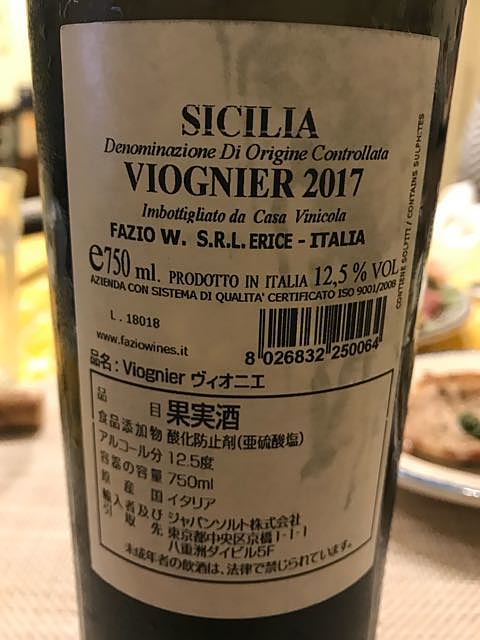 SICILIA
Denominazione Di Origine Controllata
VIOGNIER 2017
Imbottigliato da Casa Vinicola
FAZIO W. S.R.L. ERICE - ITALIA
e750 ml. PRODOTTO IN ITALIA 12,5 % VOL
AZIENDA CON SISTEMA DI QUALITA' CERTIFICATO ISO 9001/2008
CONTIENE SOLFITI / CONTAINS SULPHITES
L. 18018
www.faziowines.it
8 026832 250064
品名：Viognier ヴィオニエ
品目 果実酒
食品添加物 酸化防止剤(亜硫酸塩)
アルコール分 12.5度
容器の容量 750ml
原産国 イタリア
輸入者及び ジャパンソルト株式会社
引取先 東京都中央区京橋1-1-1
八重洲ダイビル5F
未成年者の飲酒は、法律で禁じられています。